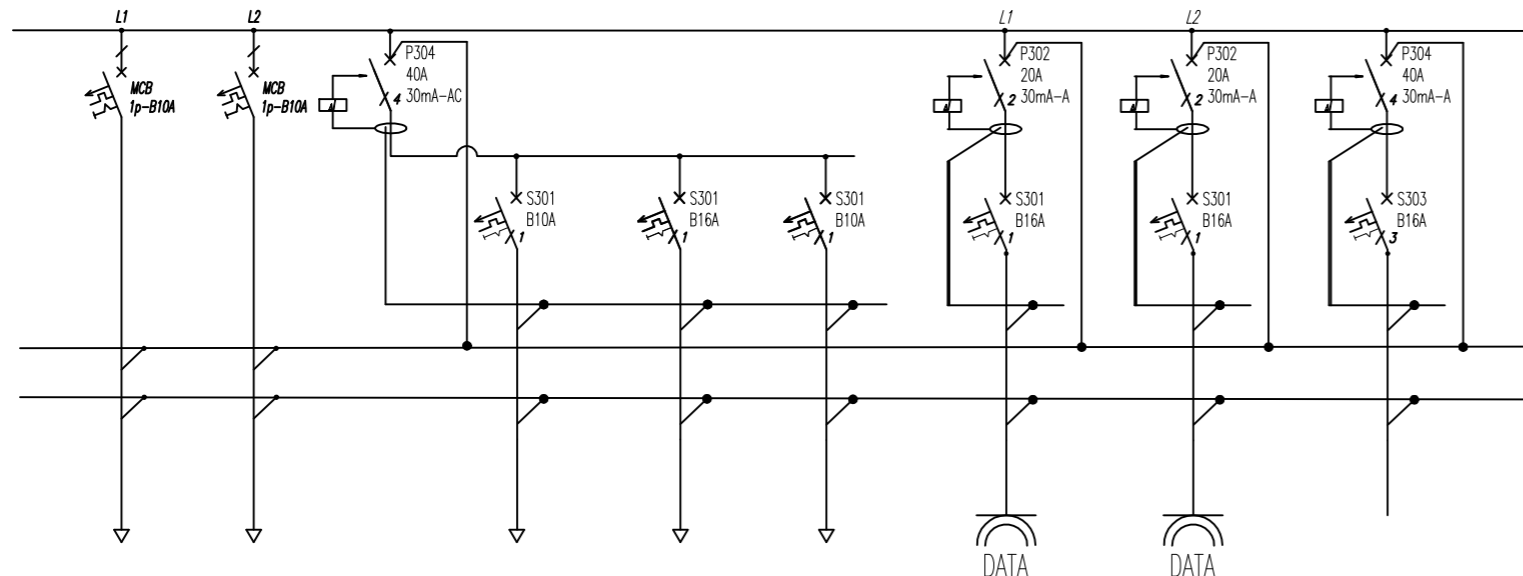 L1
L2
L1
L2
MCB
1p-B10A
MCB
1p-B10A
P304
40A
4 30mA-AC
P302
20A
2 30mA-A
P302
20A
2 30mA-A
P304
40A
4 30mA-A
S301
B10A
1
S301
B16A
1
S301
B10A
1
S301
B16A
1
S301
B16A
1
S303
B16A
3
DATA
DATA